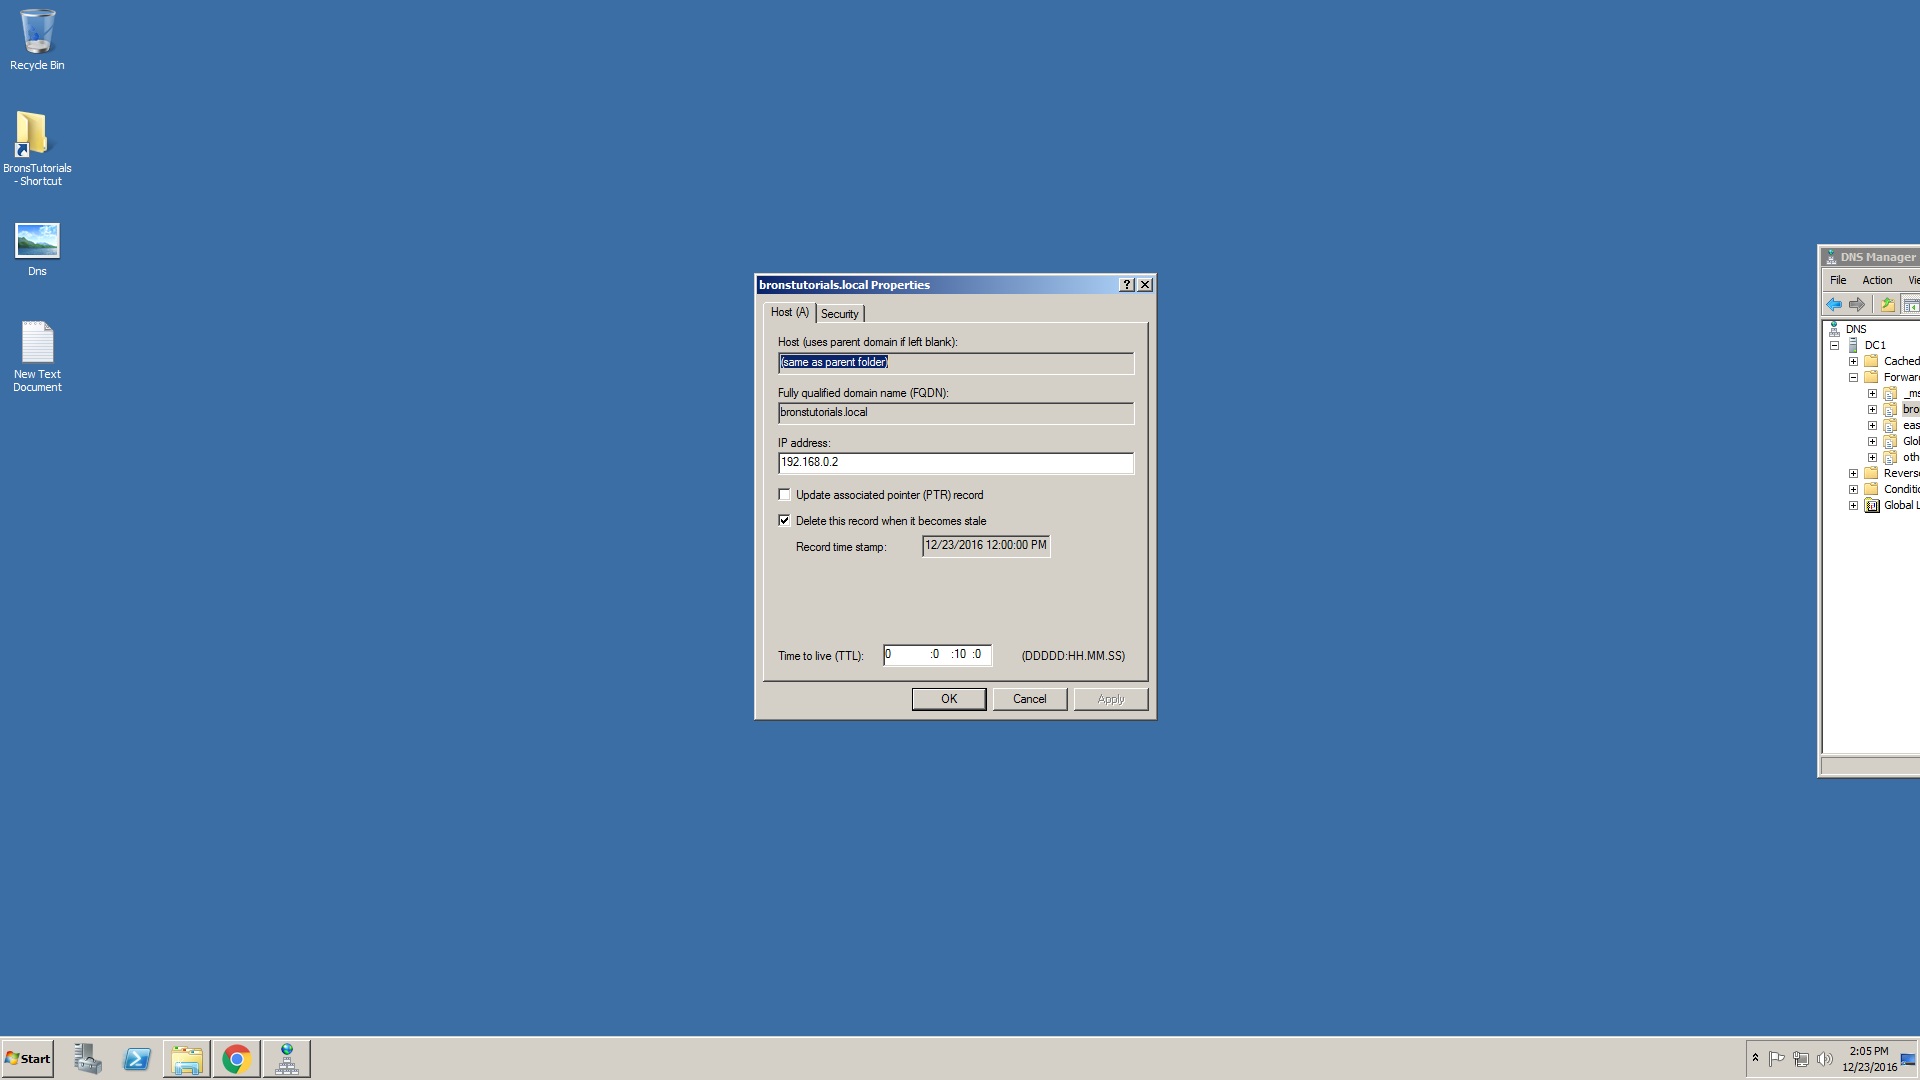 Recycle Bin
BronsTutorials
- Shortcut
Dns
New Text
Document
bronstutorials.local Properties
Host (A)
Security
Host (uses parent domain if left blank):
(same as parent folder)
Fully qualified domain name (FQDN):
bronstutorials.local
IP address:
192.168.0.2
Update associated pointer (PTR) record
Delete this record when it becomes stale
Record time stamp: 12/23/2016 12:00:00 PM
Time to live (TTL): 0 :0 :10 :0 (DDDDD:HH.MM.SS)
OK Cancel Apply
DNS Manager
File Action Vie
DNS
DC1
Cached
Forwar
_ms
bro
eas
Glo
oth
Reverse
Conditio
Global L
Start
2:05 PM
12/23/2016